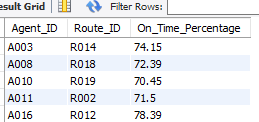 esult Grid Filter Rows:
Agent_ID Route_ID On_Time_Percentage
A003 R014 74.15
A008 R018 72.39
A010 R019 70.45
A011 R002 71.5
A016 R012 78.39